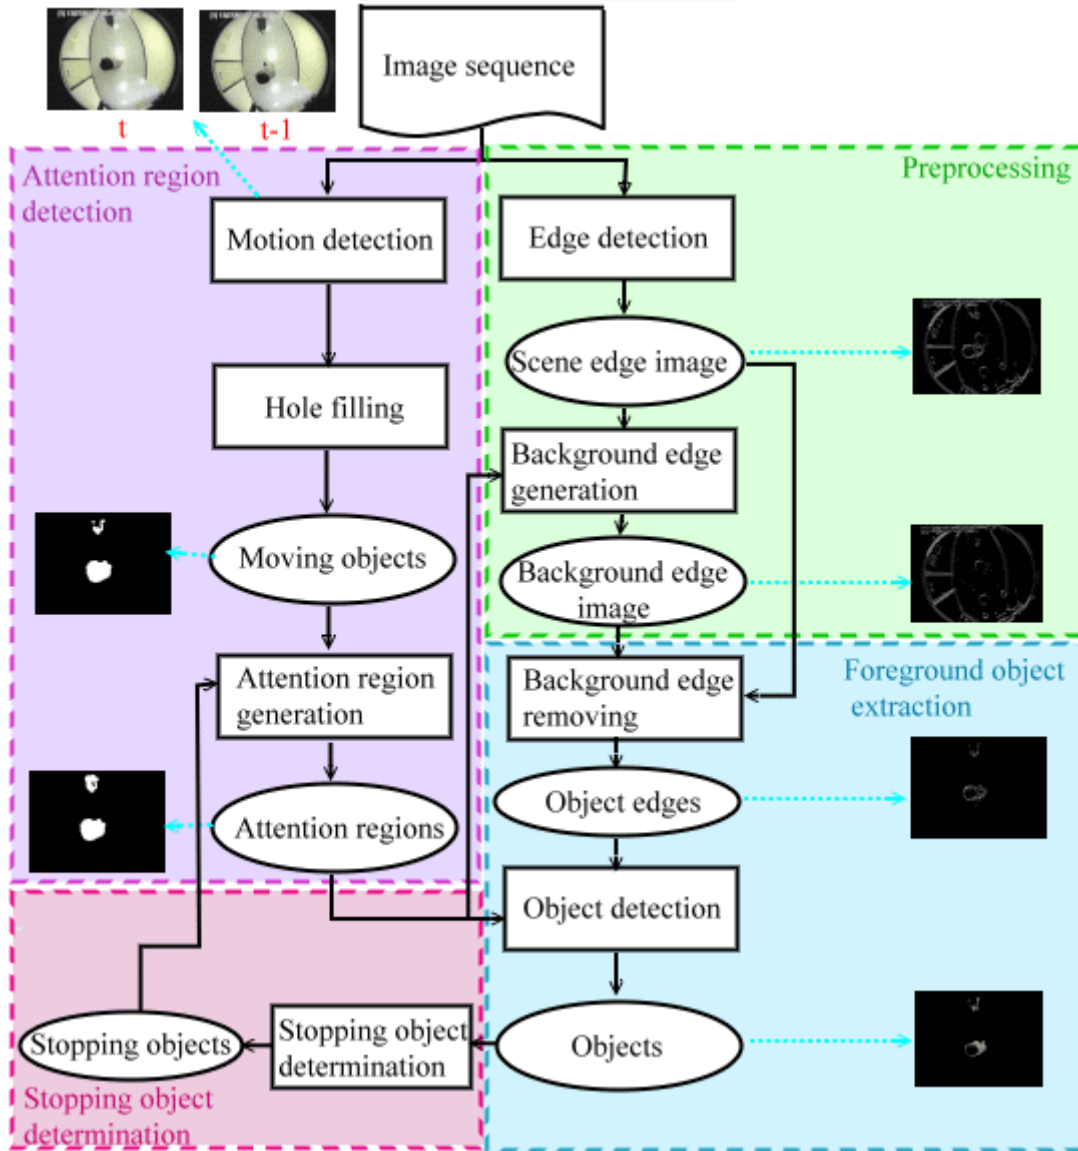 Image sequence
t
t-1
Attention region
detection
Preprocessing
Motion detection
Edge detection
Scene edge image
Hole filling
Background edge
generation
Moving objects
Background edge
image
Attention region
generation
Background edge
removing
Foreground object
extraction
Attention regions
Object edges
Object detection
Stopping objects
Stopping object
determination
Objects
Stopping object
determination